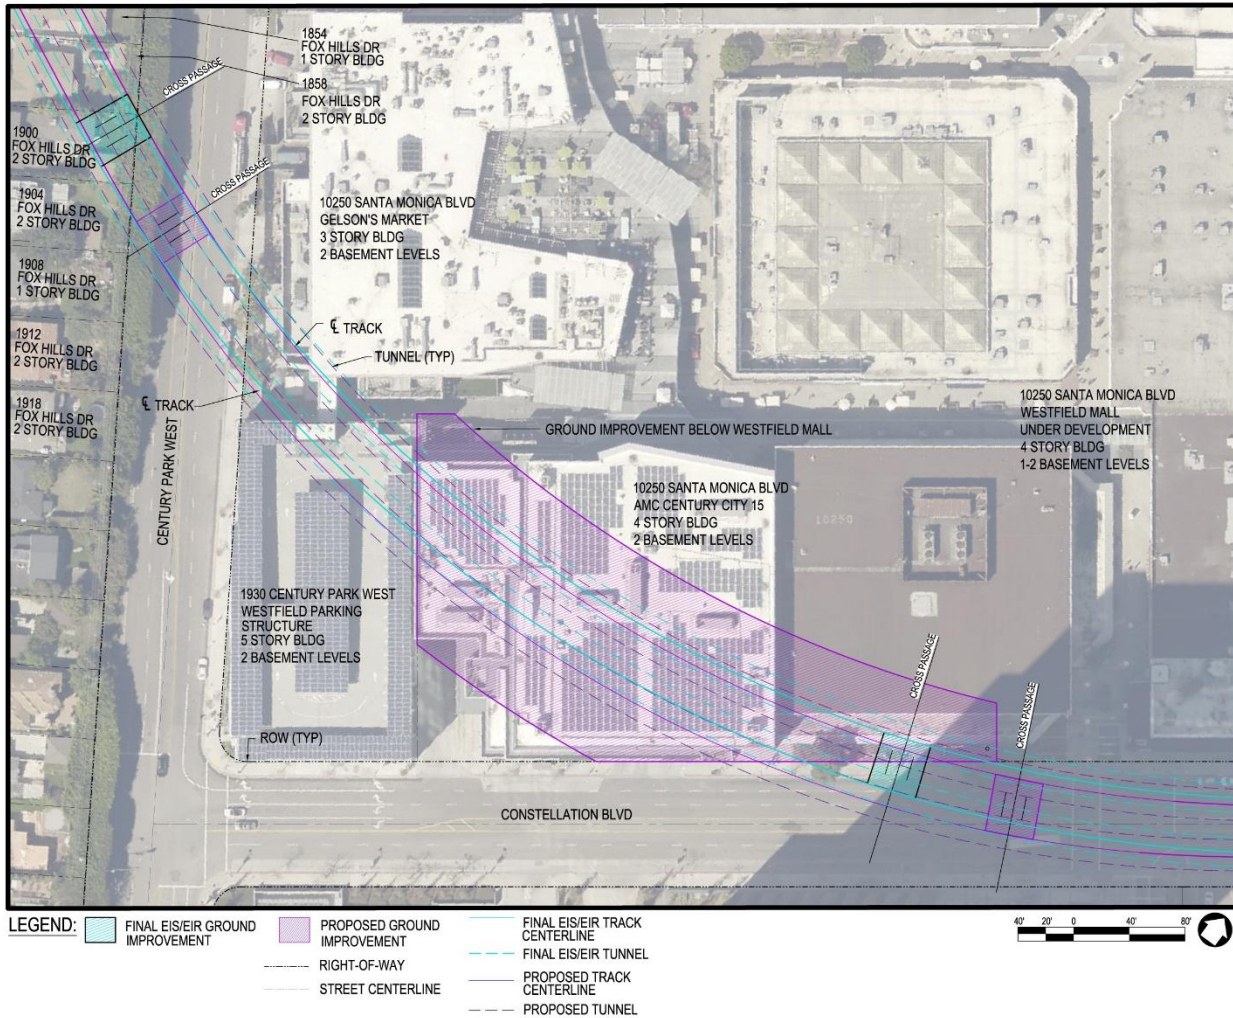 1854
FOX HILLS DR
1 STORY BLDG
1858
FOX HILLS DR
2 STORY BLDG
CROSS PASSAGE
1900
FOX HILLS DR
2 STORY BLDG
CROSS PASSAGE
1904
FOX HILLS DR
2 STORY BLDG
10250 SANTA MONICA BLVD
GELSON'S MARKET
3 STORY BLDG
2 BASEMENT LEVELS
1908
FOX HILLS DR
1 STORY BLDG
1912
FOX HILLS DR
2 STORY BLDG
℄ TRACK
TUNNEL (TYP)
1918
FOX HILLS DR
2 STORY BLDG
℄ TRACK
CENTURY PARK WEST
GROUND IMPROVEMENT BELOW WESTFIELD MALL
10250 SANTA MONICA BLVD
WESTFIELD MALL
UNDER DEVELOPMENT
4 STORY BLDG
1-2 BASEMENT LEVELS
10250 SANTA MONICA BLVD
AMC CENTURY CITY 15
4 STORY BLDG
2 BASEMENT LEVELS
10250
1930 CENTURY PARK WEST
WESTFIELD PARKING
STRUCTURE
5 STORY BLDG
2 BASEMENT LEVELS
CROSS PASSAGE
CROSS PASSAGE
ROW (TYP)
CONSTELLATION BLVD
LEGEND:
FINAL EIS/EIR GROUND
IMPROVEMENT
PROPOSED GROUND
IMPROVEMENT
RIGHT-OF-WAY
STREET CENTERLINE
FINAL EIS/EIR TRACK
CENTERLINE
FINAL EIS/EIR TUNNEL
PROPOSED TRACK
CENTERLINE
PROPOSED TUNNEL
40' 20' 0 40' 80'